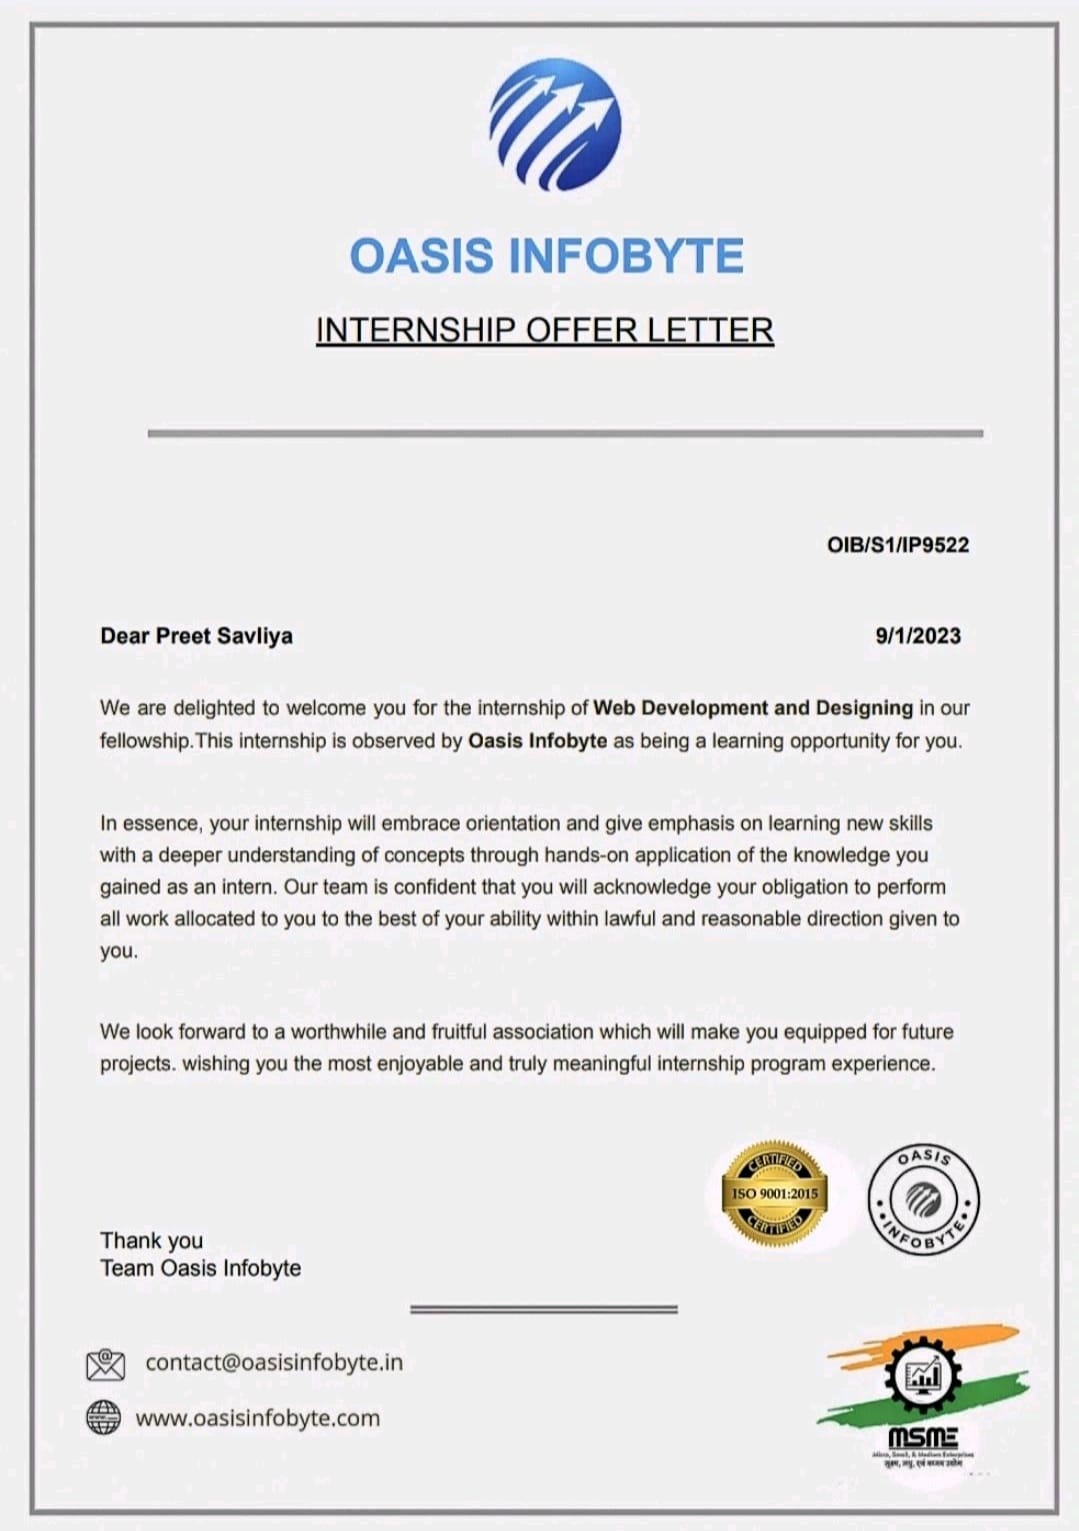 OASIS INFOBYTE
INTERNSHIP OFFER LETTER
OIB/S1/IP9522
Dear Preet Savliya
9/1/2023
We are delighted to welcome you for the internship of Web Development and Designing in our
fellowship.This internship is observed by Oasis Infobyte as being a learning opportunity for you.
In essence, your internship will embrace orientation and give emphasis on learning new skills
with a deeper understanding of concepts through hands-on application of the knowledge you
gained as an intern. Our team is confident that you will acknowledge your obligation to perform
all work allocated to you to the best of your ability within lawful and reasonable direction given to
you.
We look forward to a worthwhile and fruitful association which will make you equipped for future
projects. wishing you the most enjoyable and truly meaningful internship program experience.
CERTIFIED
ISO 9001:2015
CERTIFIED
OASIS
INFOBYTE
Thank you
Team Oasis Infobyte
contact@oasisinfobyte.in
www.oasisinfobyte.com
MSME
Micro, Small, & Medium Enterprises
सूक्ष्म, लघु, एवं मध्यम उद्योग